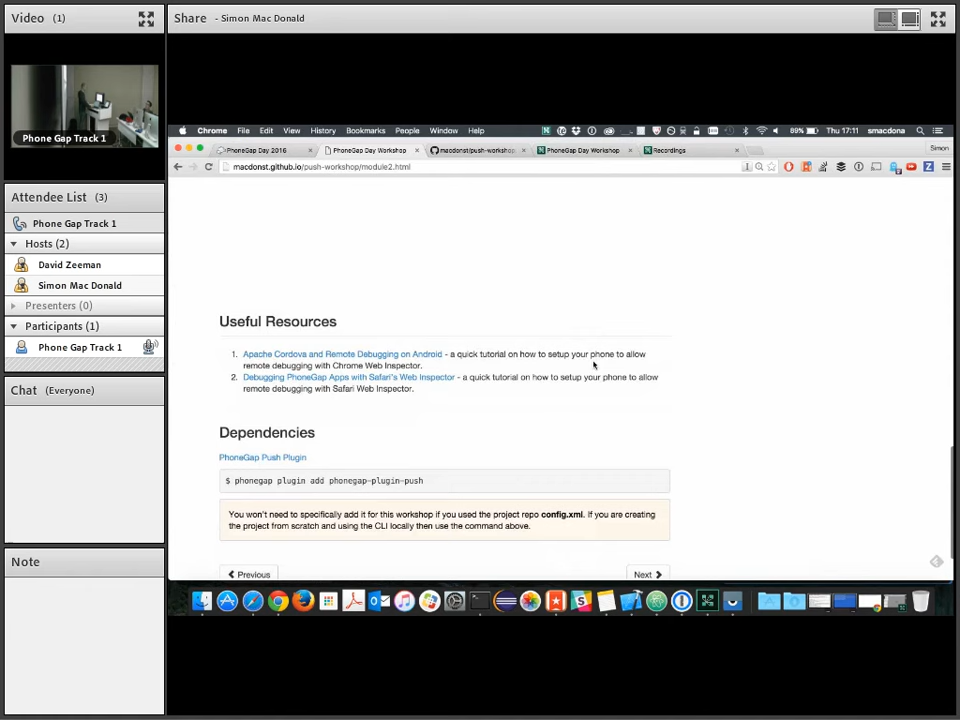 Video (1)
Share - Simon Mac Donald
Phone Gap Track 1
Attendee List (3)
Phone Gap Track 1
Hosts (2)
David Zeeman
Simon Mac Donald
Presenters (0)
Participants (1)
Phone Gap Track 1
Chat (Everyone)
Note
Chrome File Edit View History Bookmarks People Window Help
89% Thu 17:11 smacdona
PhoneGap Day 2016
PhoneGap Day Workshop
macdonst/push-workshop
PhoneGap Day Workshop
Recordings
Simon
macdonst.github.io/push-workshop/module2.html
Useful Resources
1. Apache Cordova and Remote Debugging on Android - a quick tutorial on how to setup your phone to allow
remote debugging with Chrome Web Inspector.
2. Debugging PhoneGap Apps with Safari's Web Inspector - a quick tutorial on how to setup your phone to allow
remote debugging with Safari Web Inspector.
Dependencies
PhoneGap Push Plugin
$ phonegap plugin add phonegap-plugin-push
You won't need to specifically add it for this workshop if you used the project repo config.xml. If you are creating
the project from scratch and using the CLI locally then use the command above.
Previous
Next